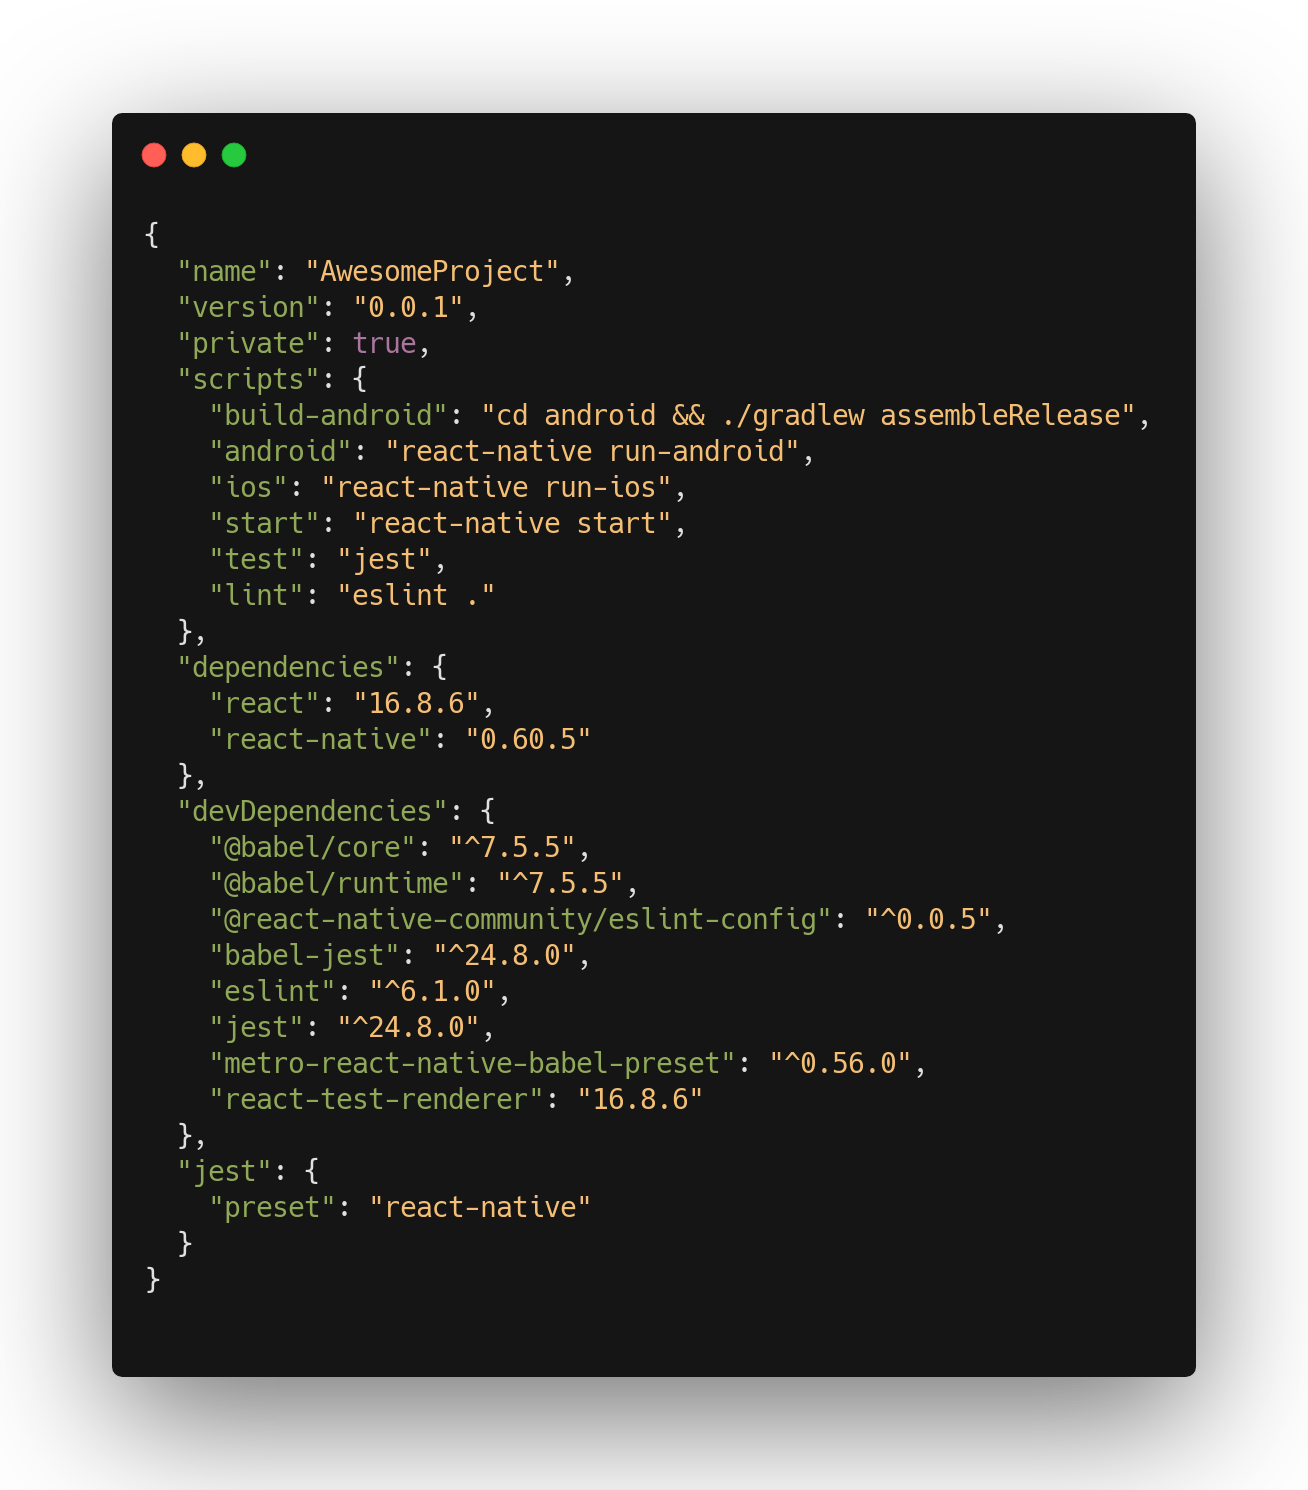 {
  "name": "AwesomeProject",
  "version": "0.0.1",
  "private": true,
  "scripts": {
    "build-android": "cd android && ./gradlew assembleRelease",
    "android": "react-native run-android",
    "ios": "react-native run-ios",
    "start": "react-native start",
    "test": "jest",
    "lint": "eslint ."
  },
  "dependencies": {
    "react": "16.8.6",
    "react-native": "0.60.5"
  },
  "devDependencies": {
    "@babel/core": "^7.5.5",
    "@babel/runtime": "^7.5.5",
    "@react-native-community/eslint-config": "^0.0.5",
    "babel-jest": "^24.8.0",
    "eslint": "^6.1.0",
    "jest": "^24.8.0",
    "metro-react-native-babel-preset": "^0.56.0",
    "react-test-renderer": "16.8.6"
  },
  "jest": {
    "preset": "react-native"
  }
}